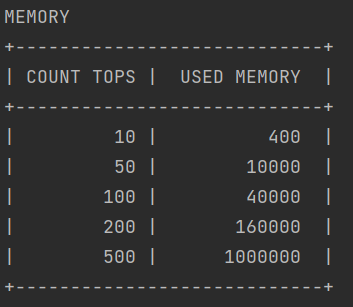 MEMORY
+----------------------------+
| COUNT TOPS |  USED MEMORY  |
+----------------------------+
|         10 |          400  |
|         50 |        10000  |
|        100 |        40000  |
|        200 |       160000  |
|        500 |      1000000  |
+----------------------------+